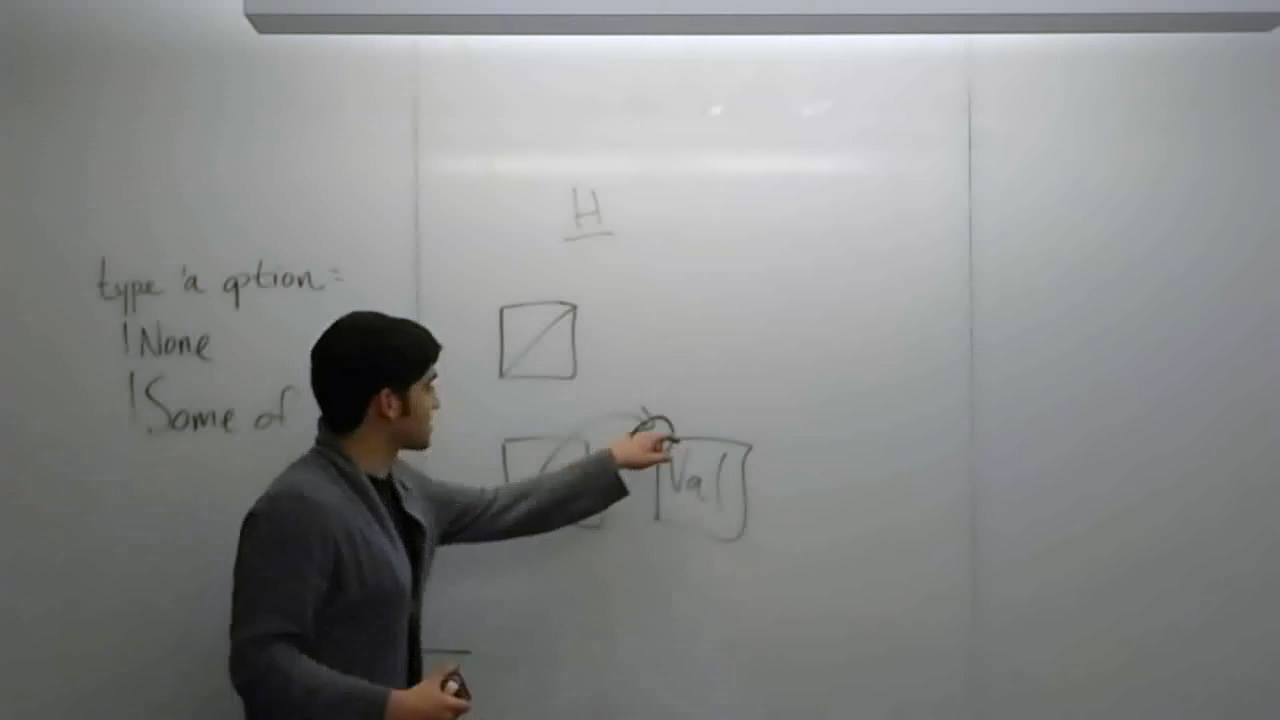 H
type 'a option =
| None
| Some of
Val